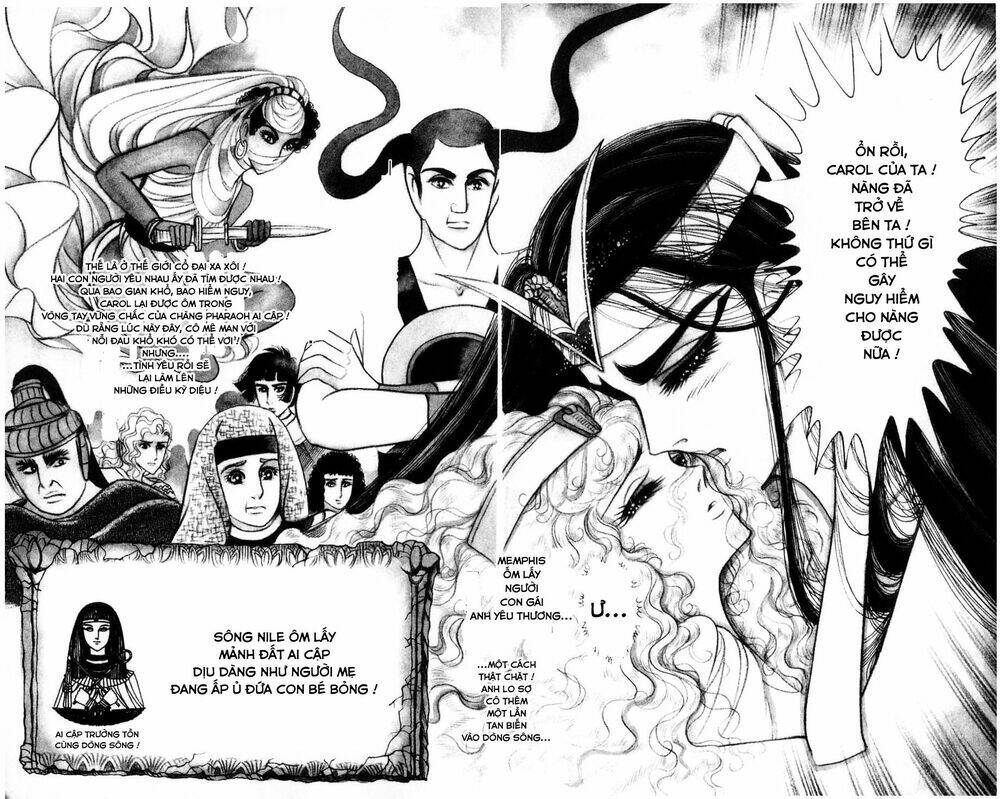 ỔN RỒI,
CAROL CỦA TA !
NÀNG ĐÃ
TRỞ VỀ
BÊN TA !
KHÔNG THỨ GÌ
CÓ THỂ
GÂY
NGUY HIỂM
CHO NÀNG
ĐƯỢC
NỮA !
Ư...
MEMPHIS
ÔM LẤY
NGƯỜI
CON GÁI
ANH YÊU THƯƠNG...
...MỘT CÁCH
THẬT CHẶT !
ANH LO SỢ
CÔ THÊM
MỘT LẦN
TAN BIẾN
VÀO DÒNG SÔNG...
THẾ LÀ Ở THẾ GIỚI CỔ ĐẠI XA XÔI !
HAI CON NGƯỜI YÊU NHAU ẤY ĐÃ TÌM ĐƯỢC NHAU !
QUA BAO GIAN KHỔ, BAO HIỂM NGUY,
CAROL LẠI ĐƯỢC ÔM TRONG
VÒNG TAY VỮNG CHẮC CỦA CHÀNG PHARAOH AI CẬP !
DÙ RẰNG LÚC NÀY ĐÂY, CÔ MÊ MAN VỚI
NỖI ĐAU KHỔ KHÓ CÓ THỂ VƠI !
NHƯNG....
...TÌNH YÊU RỒI SẼ
LẠI LÀM LÊN
NHỮNG ĐIỀU KỲ DIỆU !
SÔNG NILE ÔM LẤY
MẢNH ĐẤT AI CẬP
DỊU DÀNG NHƯ NGƯỜI MẸ
ĐANG ẤP Ủ ĐỨA CON BÉ BỎNG !
AI CẬP TRƯỜNG TỒN
CÙNG DÒNG SÔNG !